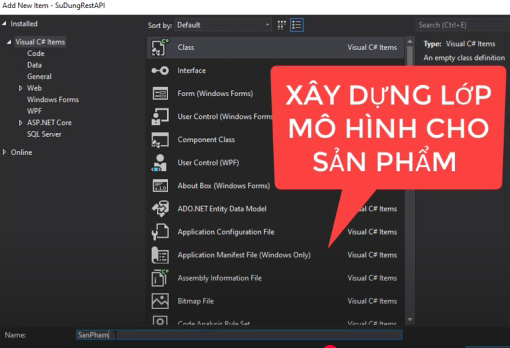 Add New Item - SuDungRestAPI
Installed
Sort by: Default
Search (Ctrl+E)
Visual C# Items
Code
Data
General
Web
Windows Forms
WPF
ASP.NET Core
SQL Server
Online
Class Visual C# Items
Interface
Form (Windows Forms)
User Control (Windows Forms)
Component Class
User Control (WPF)
About Box (Windows Forms)
ADO.NET Entity Data Model Visual C# Items
Application Configuration File Visual C# Items
Application Manifest File (Windows Only) Visual C# Items
Assembly Information File Visual C# Items
Bitmap File Visual C# Items
Code Analysis Rule Set Visual C# Items
Type: Visual C# Items
An empty class definition
XÂY DỰNG LỚP
MÔ HÌNH CHO
SẢN PHẨM
Name: SanPham